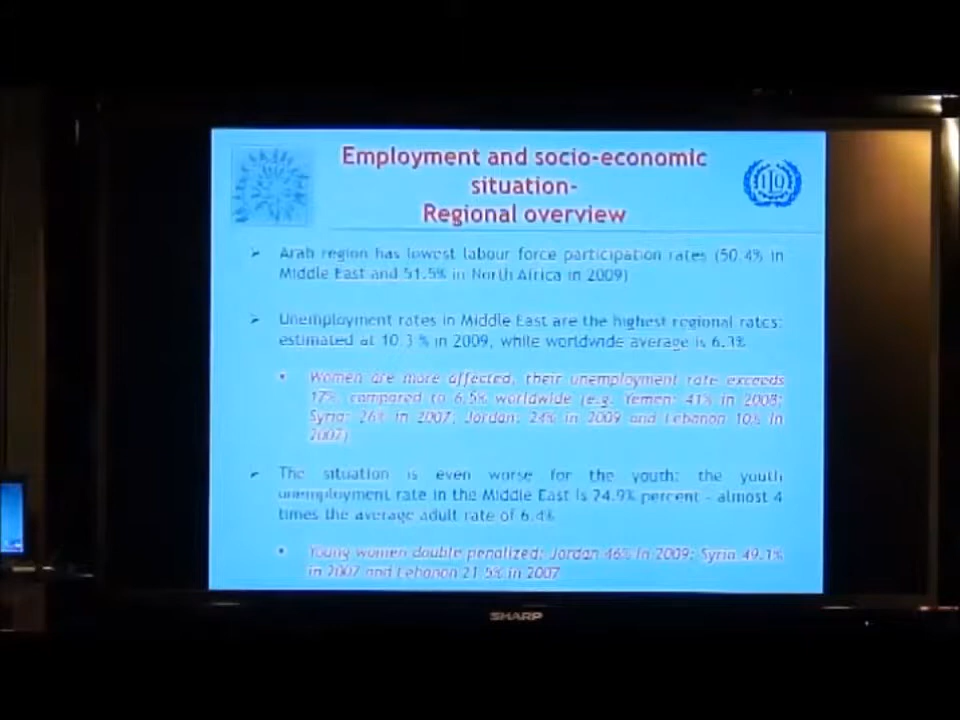 Employment and socio-economic
situation-
Regional overview
ILO
➢ Arab region has lowest labour force participation rates (50.4% in
Middle East and 51.5% in North Africa in 2009)
➢ Unemployment rates in Middle East are the highest regional rates:
estimated at 10.3 % in 2009, while worldwide average is 6.3%
• Women are more affected, their unemployment rate exceeds
17% compared to 6.5% worldwide (e.g. Yemen: 41% in 2008;
Syria: 26% in 2007; Jordan: 24% in 2009 and Lebanon 10% in
2007)
➢ The situation is even worse for the youth: the youth
unemployment rate in the Middle East is 24.9% percent - almost 4
times the average adult rate of 6.4%
• Young women double penalized: Jordan 46% in 2009; Syria 49.1%
in 2007 and Lebanon 21.5% in 2007
SHARP